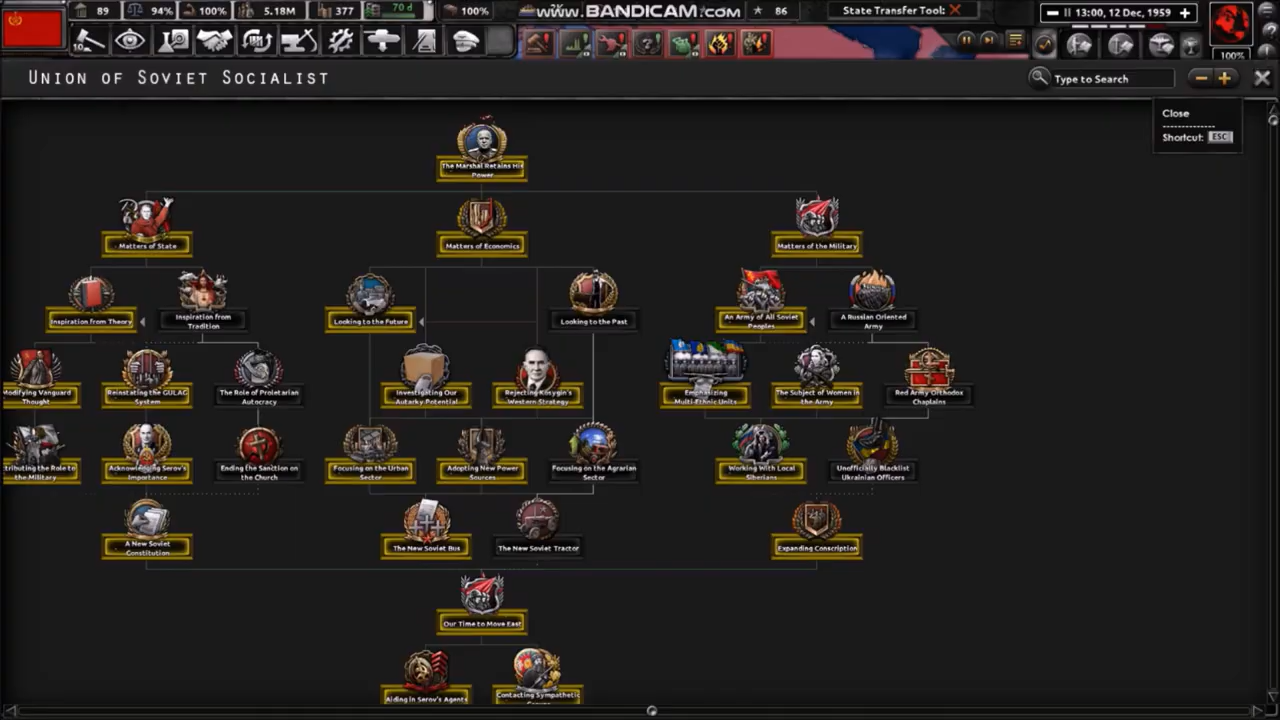 89 94% 100% 5.18M 377 70 d 100% www.BANDICAM.com 86 State Transfer Tool: 13:00, 12 Dec, 1959
10
100%
Union of Soviet Socialist
Type to Search
Close
Shortcut: ESC
The Marshal Retains His
Power
Matters of State
Matters of Economics
Matters of the Military
Inspiration from Theory
Inspiration from
Tradition
Looking to the Future
Looking to the Past
An Army of All Soviet
Peoples
A Russian Oriented
Army
Modifying Vanguard
Thought
Reinstating the GULAG
System
The Role of Proletarian
Autocracy
Investigating Our
Autarky Potential
Rejecting Kosygin's
Western Strategy
Emphasizing
Multi-Ethnic Units
The Subject of Women in
the Army
Red Army Orthodox
Chaplains
tributing the Role to
the Military
Acknowledging Serov's
Importance
Ending the Sanction on
the Church
Focusing on the Urban
Sector
Adopting New Power
Sources
Focusing on the Agrarian
Sector
Working With Local
Siberians
Unofficially Blacklist
Ukrainian Officers
A New Soviet
Constitution
The New Soviet Bus
The New Soviet Tractor
Expanding Conscription
Our Time to Move East
Aiding in Serov's Agents
Contacting Sympathetic